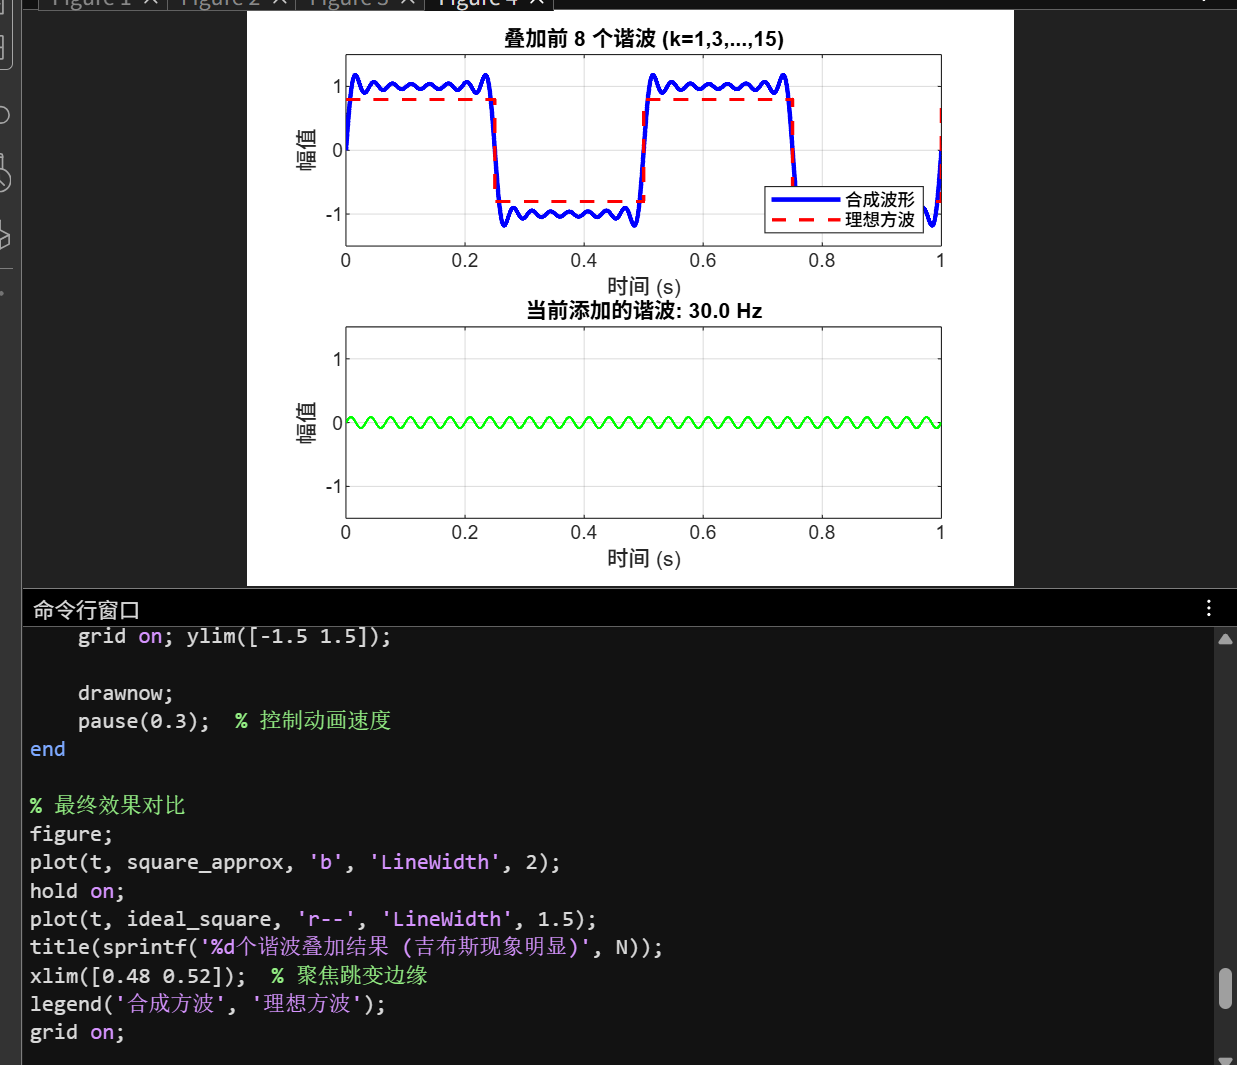 Figure 1 × Figure 2 × Figure 3 × Figure 4 ×
叠加前 8 个谐波 (k=1,3,...,15)
1
0
-1
幅值
合成波形
理想方波
0 0.2 0.4 0.6 0.8 1
时间 (s)
当前添加的谐波: 30.0 Hz
1
0
-1
幅值
0 0.2 0.4 0.6 0.8 1
时间 (s)
命令行窗口
grid on; ylim([-1.5 1.5]);
drawnow;
pause(0.3);  % 控制动画速度
end
% 最终效果对比
figure;
plot(t, square_approx, 'b', 'LineWidth', 2);
hold on;
plot(t, ideal_square, 'r--', 'LineWidth', 1.5);
title(sprintf('%d个谐波叠加结果 (吉布斯现象明显)', N));
xlim([0.48 0.52]);  % 聚焦跳变边缘
legend('合成方波', '理想方波');
grid on;